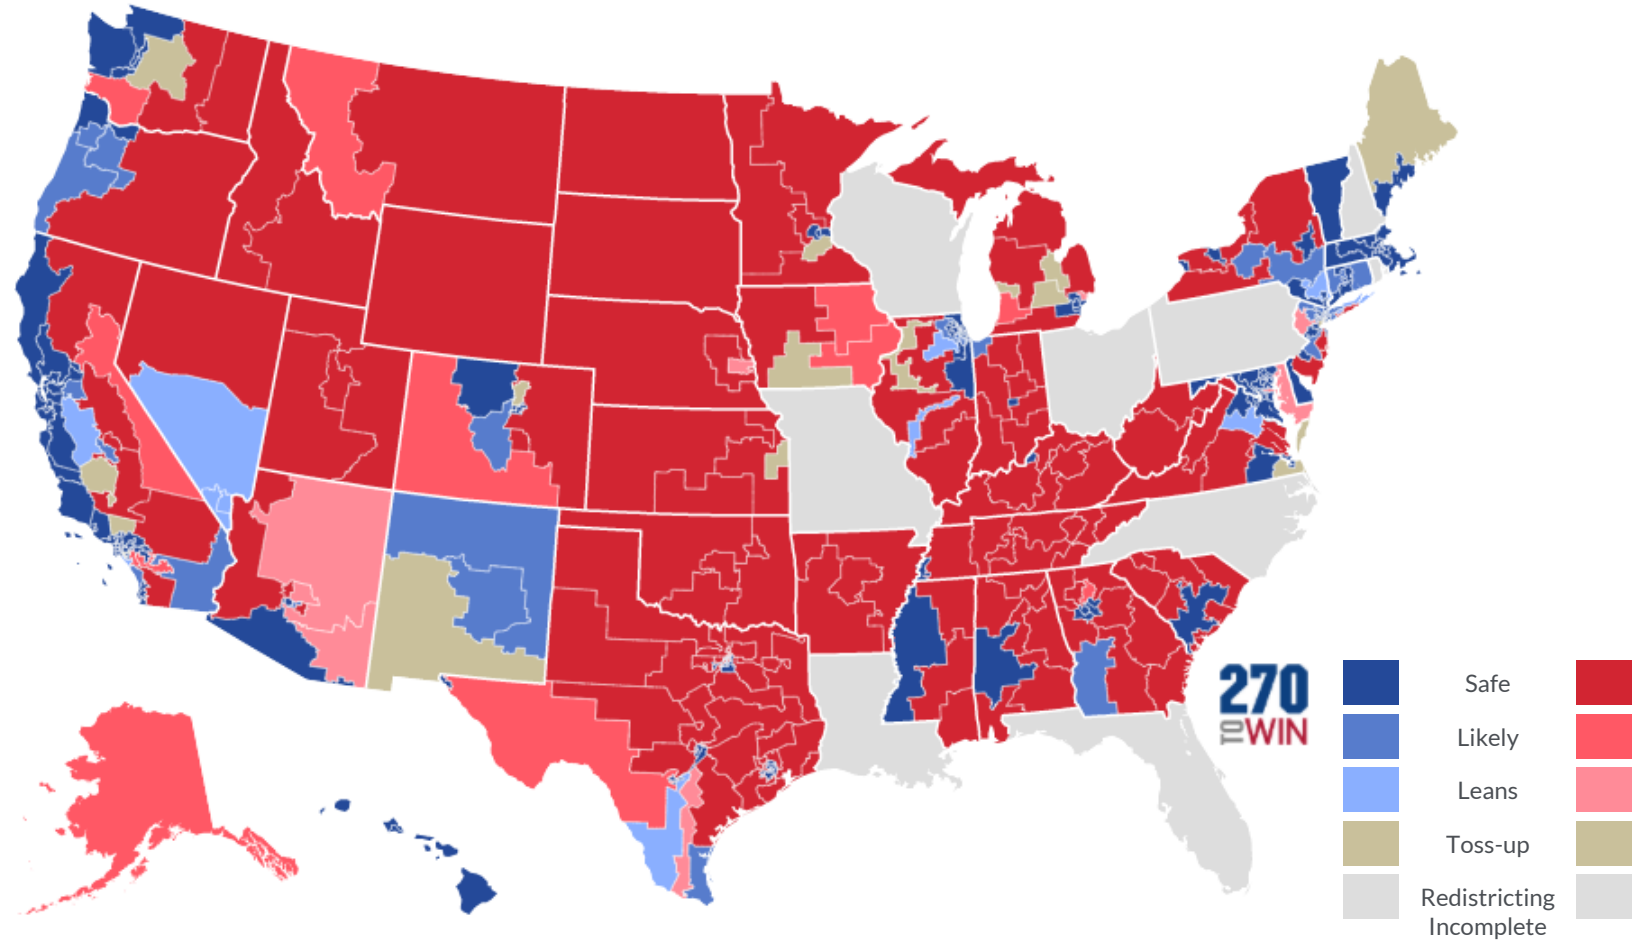 270
TO WIN
Safe
Likely
Leans
Toss-up
Redistricting
Incomplete